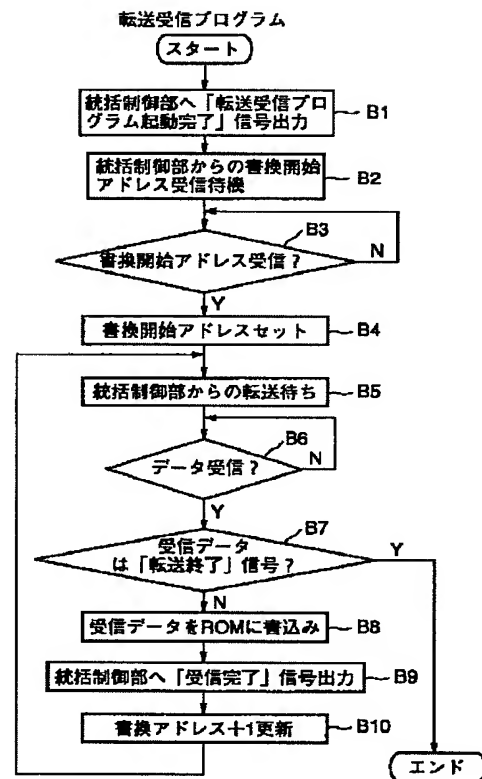 転送受信プログラム
スタート
統括制御部へ「転送受信プロ
グラム起動完了」信号出力
B1
統括制御部からの書換開始
アドレス受信待機
B2
B3
書換開始アドレス受信?
N
Y
書換開始アドレスセット
B4
統括制御部からの転送待ち
B5
B6
データ受信?
N
Y
B7
受信データ
は「転送終了」信号?
Y
N
受信データをROMに書込み
B8
統括制御部へ「受信完了」信号出力
B9
書換アドレス+1更新
B10
エンド